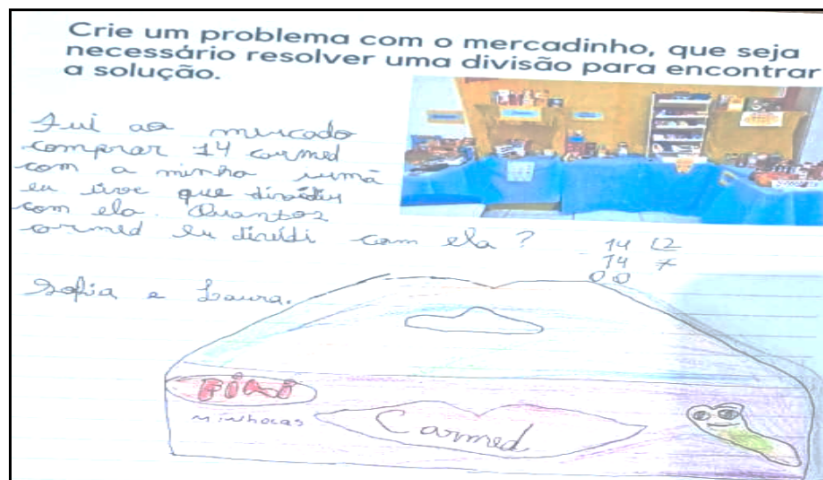 Crie um problema com o mercadinho, que seja
necessário resolver uma divisão para encontrar
a solução.
Fui ao mercado
comprar 14 carmed
com a minha irmã
eu tive que dividir
com ela. Quantos
carmed eu dividi com ela?
14 2
14 7
00
Sofia e Laura.
FINI
MiNhocas
Carmed